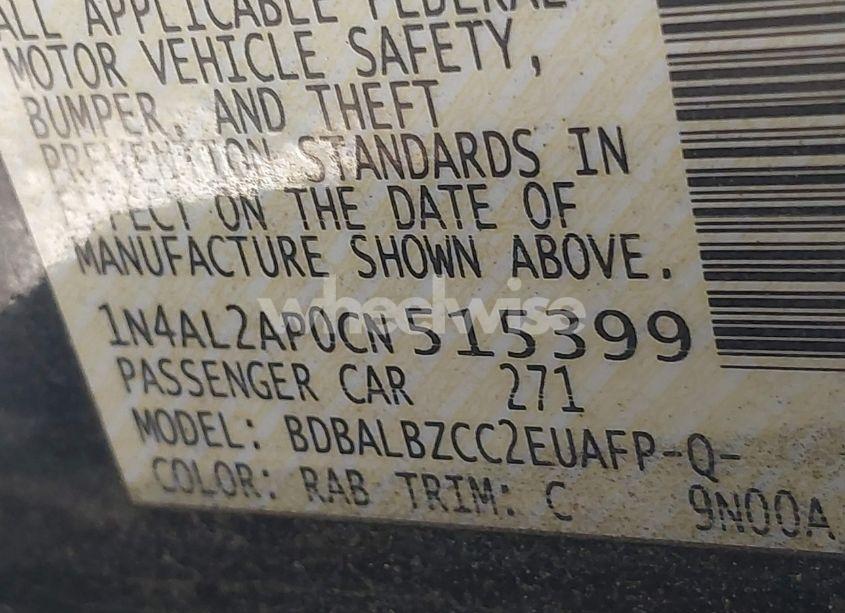 ALL APPLICABLE FEDERAL
MOTOR VEHICLE SAFETY,
BUMPER, AND THEFT
PREVENTION STANDARDS IN
EFFECT ON THE DATE OF
MANUFACTURE SHOWN ABOVE.
wheelwise
1N4AL2AP0CN515399
PASSENGER CAR 271
MODEL: BDBALBZCC2EUAFP-Q-
COLOR: RAB TRIM: C 9N00A